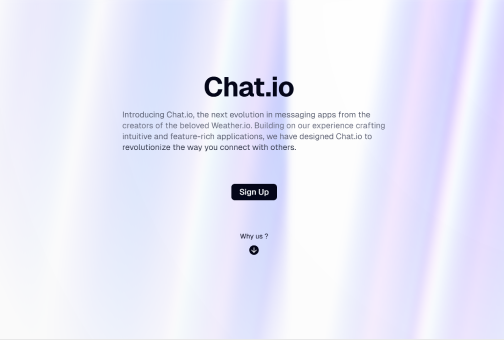 Chat.io
Introducing Chat.io, the next evolution in messaging apps from the
creators of the beloved Weather.io. Building on our experience crafting
intuitive and feature-rich applications, we have designed Chat.io to
revolutionize the way you connect with others.
Sign Up
Why us ?